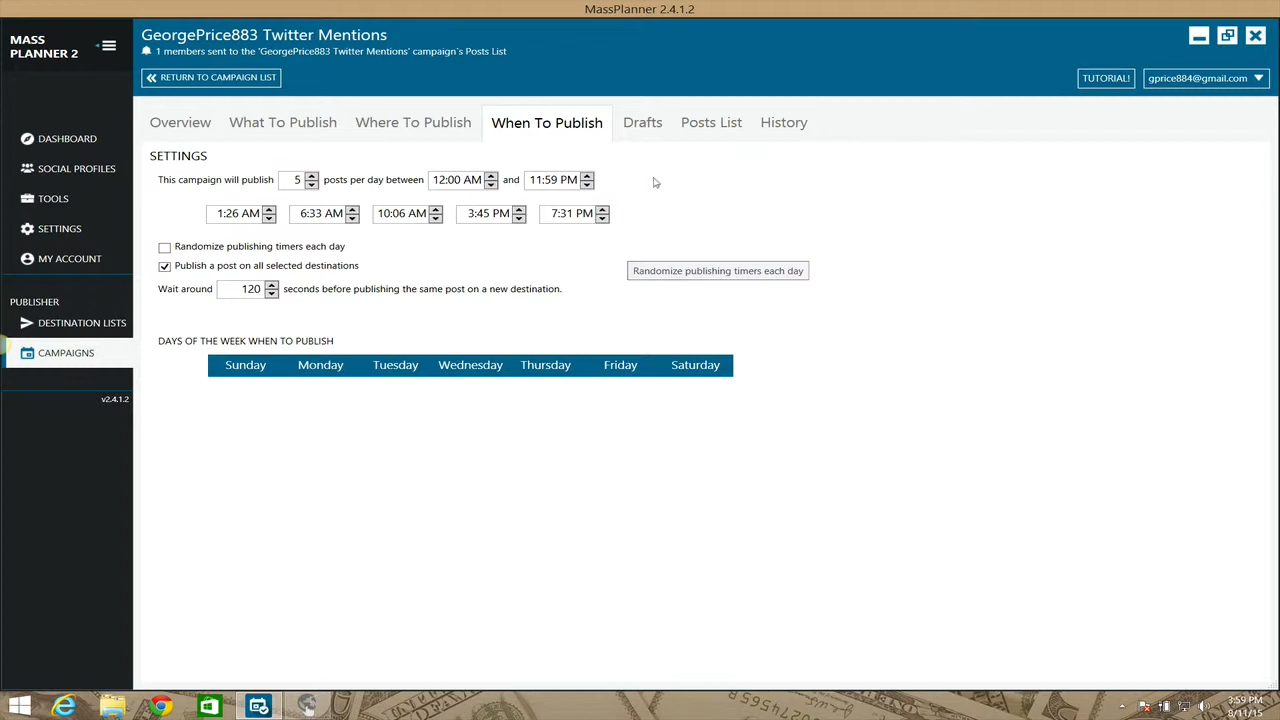 MassPlanner 2.4.1.2
MASS
PLANNER 2
GeorgePrice883 Twitter Mentions
1 members sent to the 'GeorgePrice883 Twitter Mentions' campaign`s Posts List
RETURN TO CAMPAIGN LIST
TUTORIAL!
gprice884@gmail.com
DASHBOARD
SOCIAL PROFILES
TOOLS
SETTINGS
MY ACCOUNT
PUBLISHER
DESTINATION LISTS
CAMPAIGNS
v2.4.1.2
Overview What To Publish Where To Publish When To Publish Drafts Posts List History
SETTINGS
This campaign will publish 5 posts per day between 12:00 AM and 11:59 PM
1:26 AM 6:33 AM 10:06 AM 3:45 PM 7:31 PM
Randomize publishing timers each day
Publish a post on all selected destinations
Randomize publishing timers each day
Wait around 120 seconds before publishing the same post on a new destination.
DAYS OF THE WEEK WHEN TO PUBLISH
Sunday Monday Tuesday Wednesday Thursday Friday Saturday
3:59 PM
8/11/15